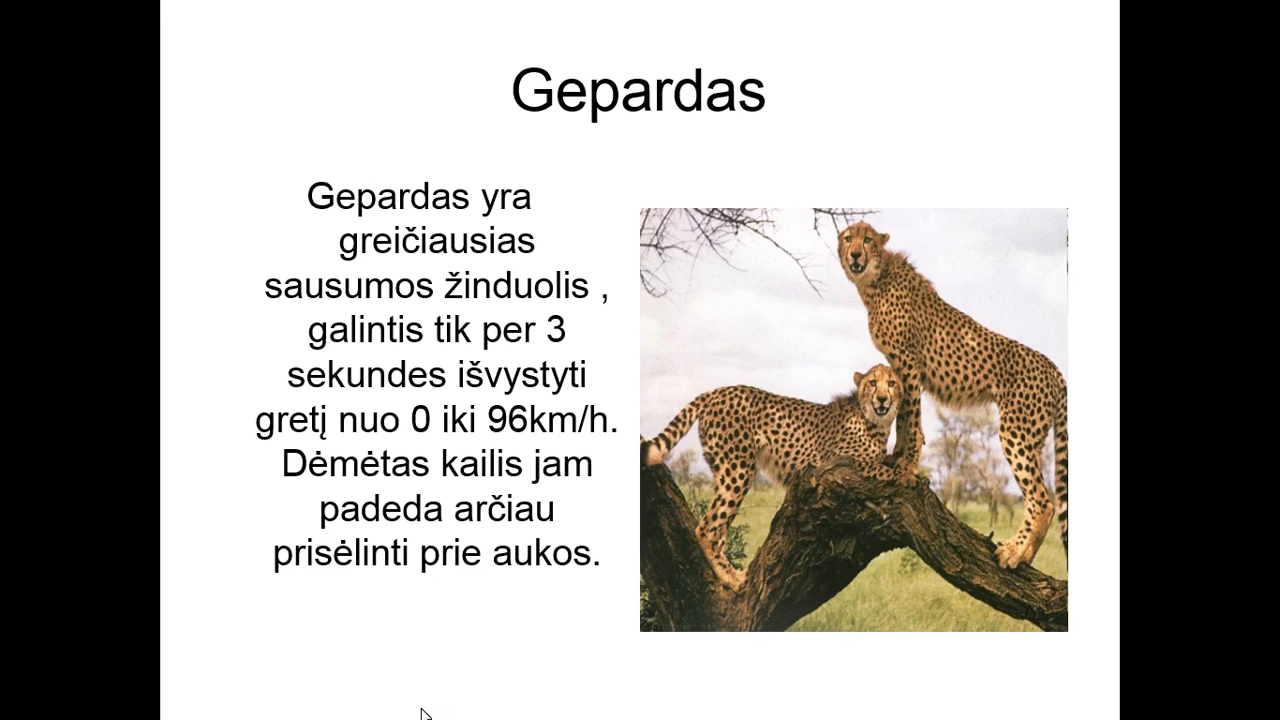 Gepardas
Gepardas yra
greičiausias
sausumos žinduolis ,
galintis tik per 3
sekundes išvystyti
gretį nuo 0 iki 96km/h.
Dėmėtas kailis jam
padeda arčiau
prisėlinti prie aukos.